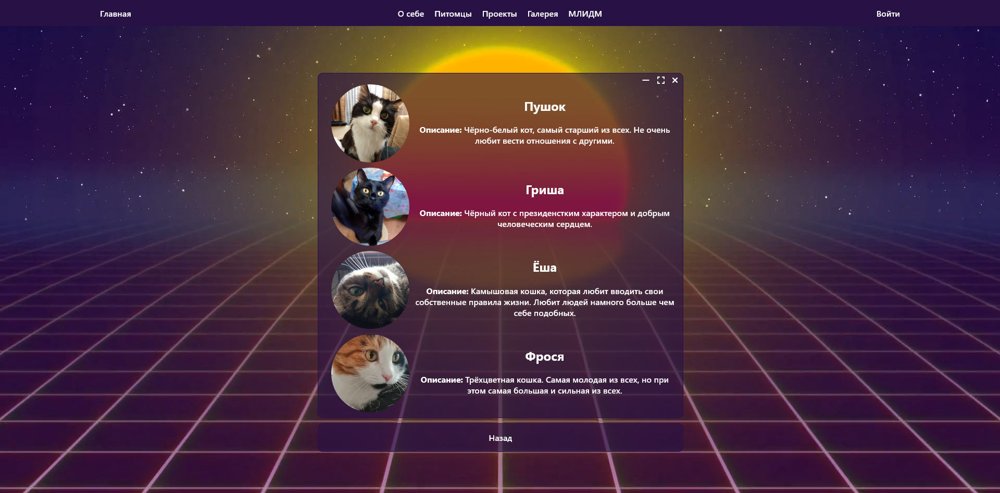 Главная
О себе Питомцы Проекты Галерея МЛИДМ
Войти
Пушок
Описание: Чёрно-белый кот, самый старший из всех. Не очень
любит вести отношения с другими.
Гриша
Описание: Чёрный кот с президенстким характером и добрым
человеческим сердцем.
Ёша
Описание: Камышовая кошка, которая любит вводить свои
собственные правила жизни. Любит людей намного больше чем
себе подобных.
Фрося
Описание: Трёхцветная кошка. Самая молодая из всех, но при
этом самая большая и сильная из всех.
Назад